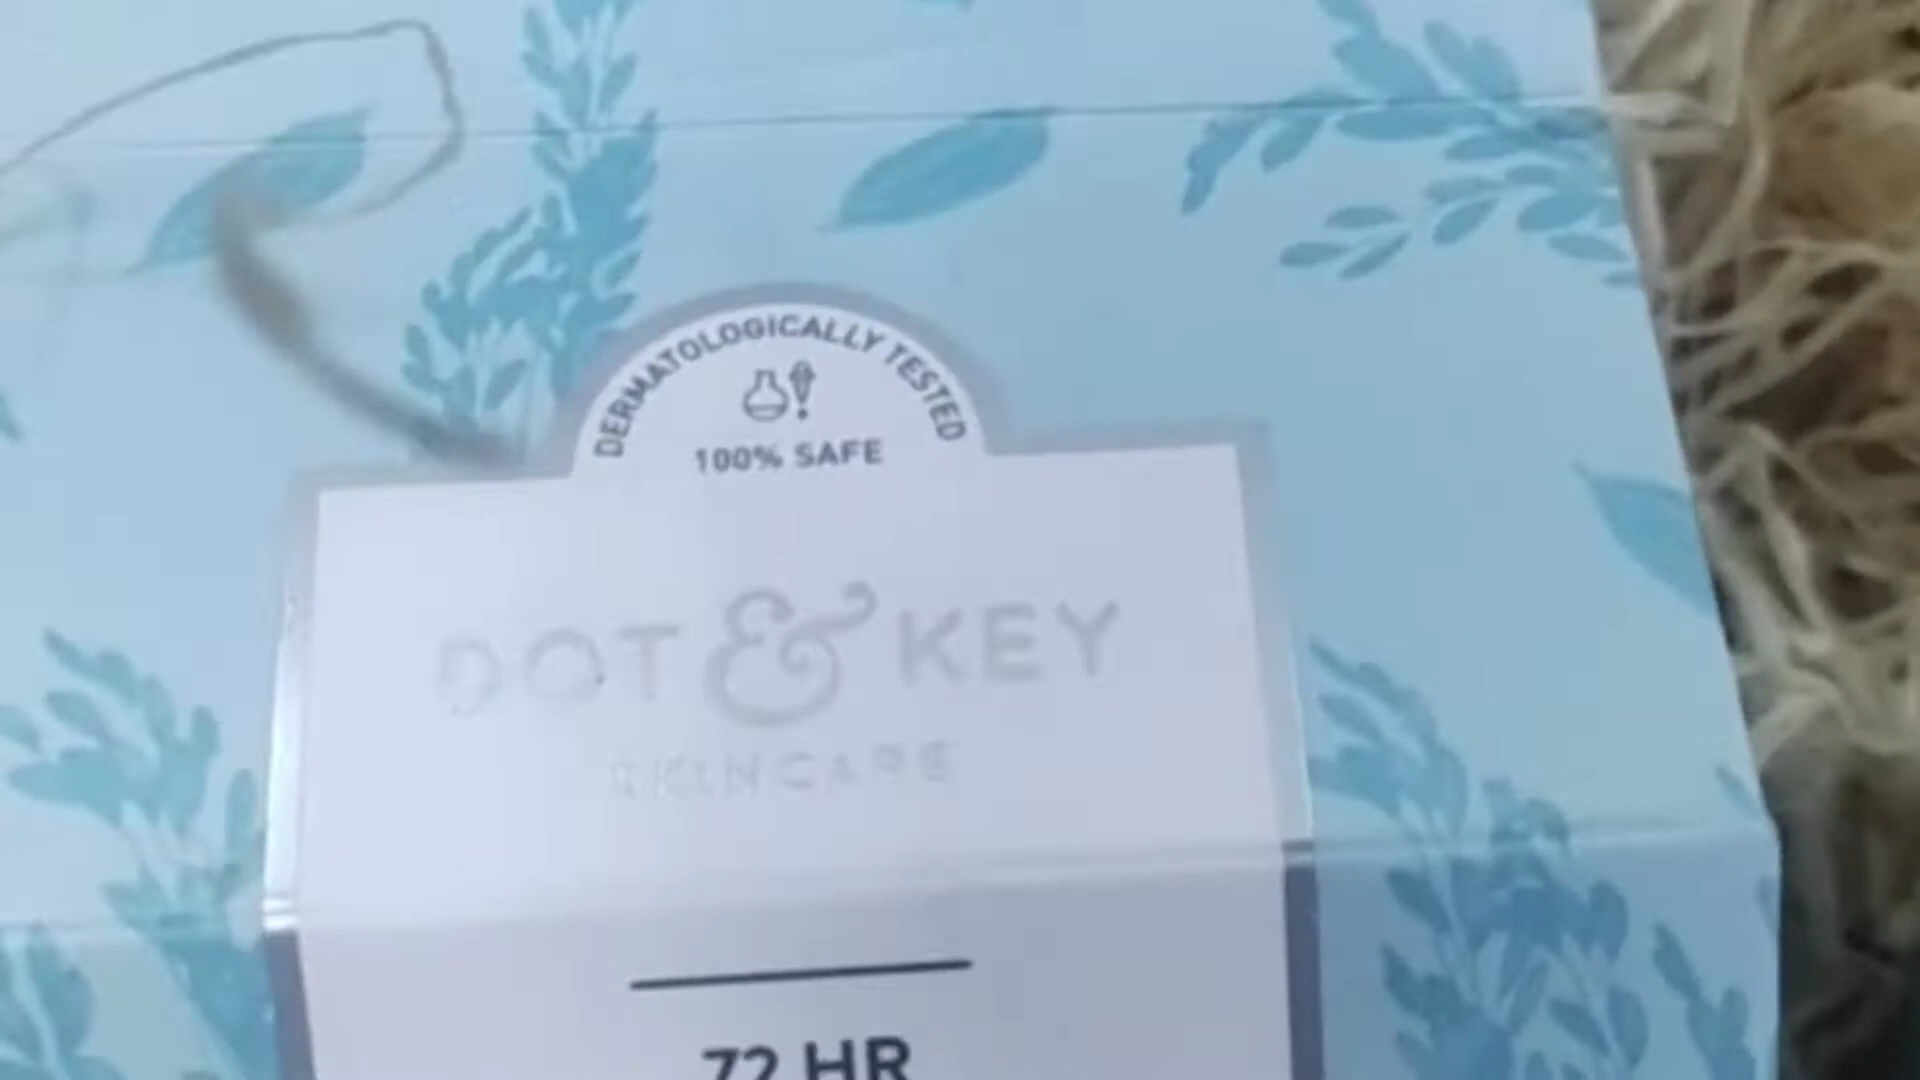 DERMATOLOGICALLY TESTED
100% SAFE
DOT & KEY
SKINCARE
72 HR